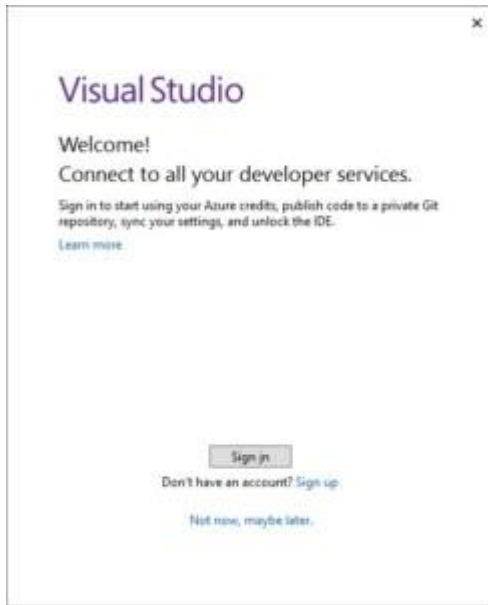 Visual Studio
Welcome!
Connect to all your developer services.
Sign in to start using your Azure credits, publish code to a private Git
repository, sync your settings, and unlock the IDE.
Learn more
Sign in
Don't have an account? Sign up
Not now, maybe later.